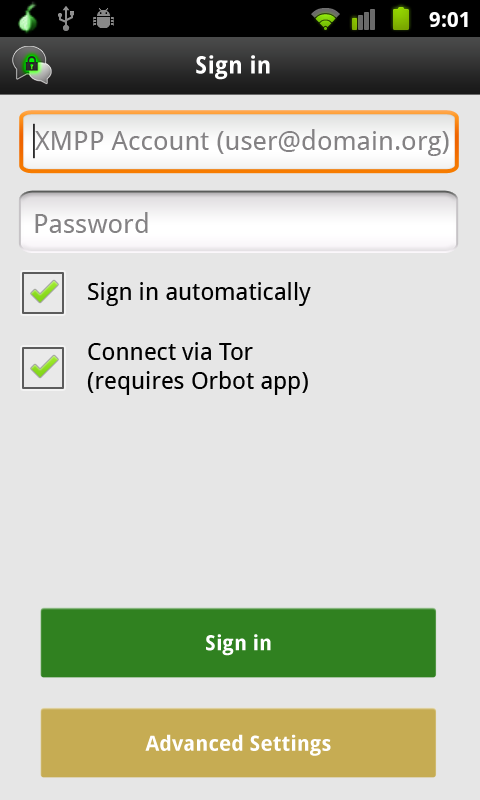 9:01
Sign in
XMPP Account (user@domain.org)
Password
Sign in automatically
Connect via Tor
(requires Orbot app)
Sign in
Advanced Settings